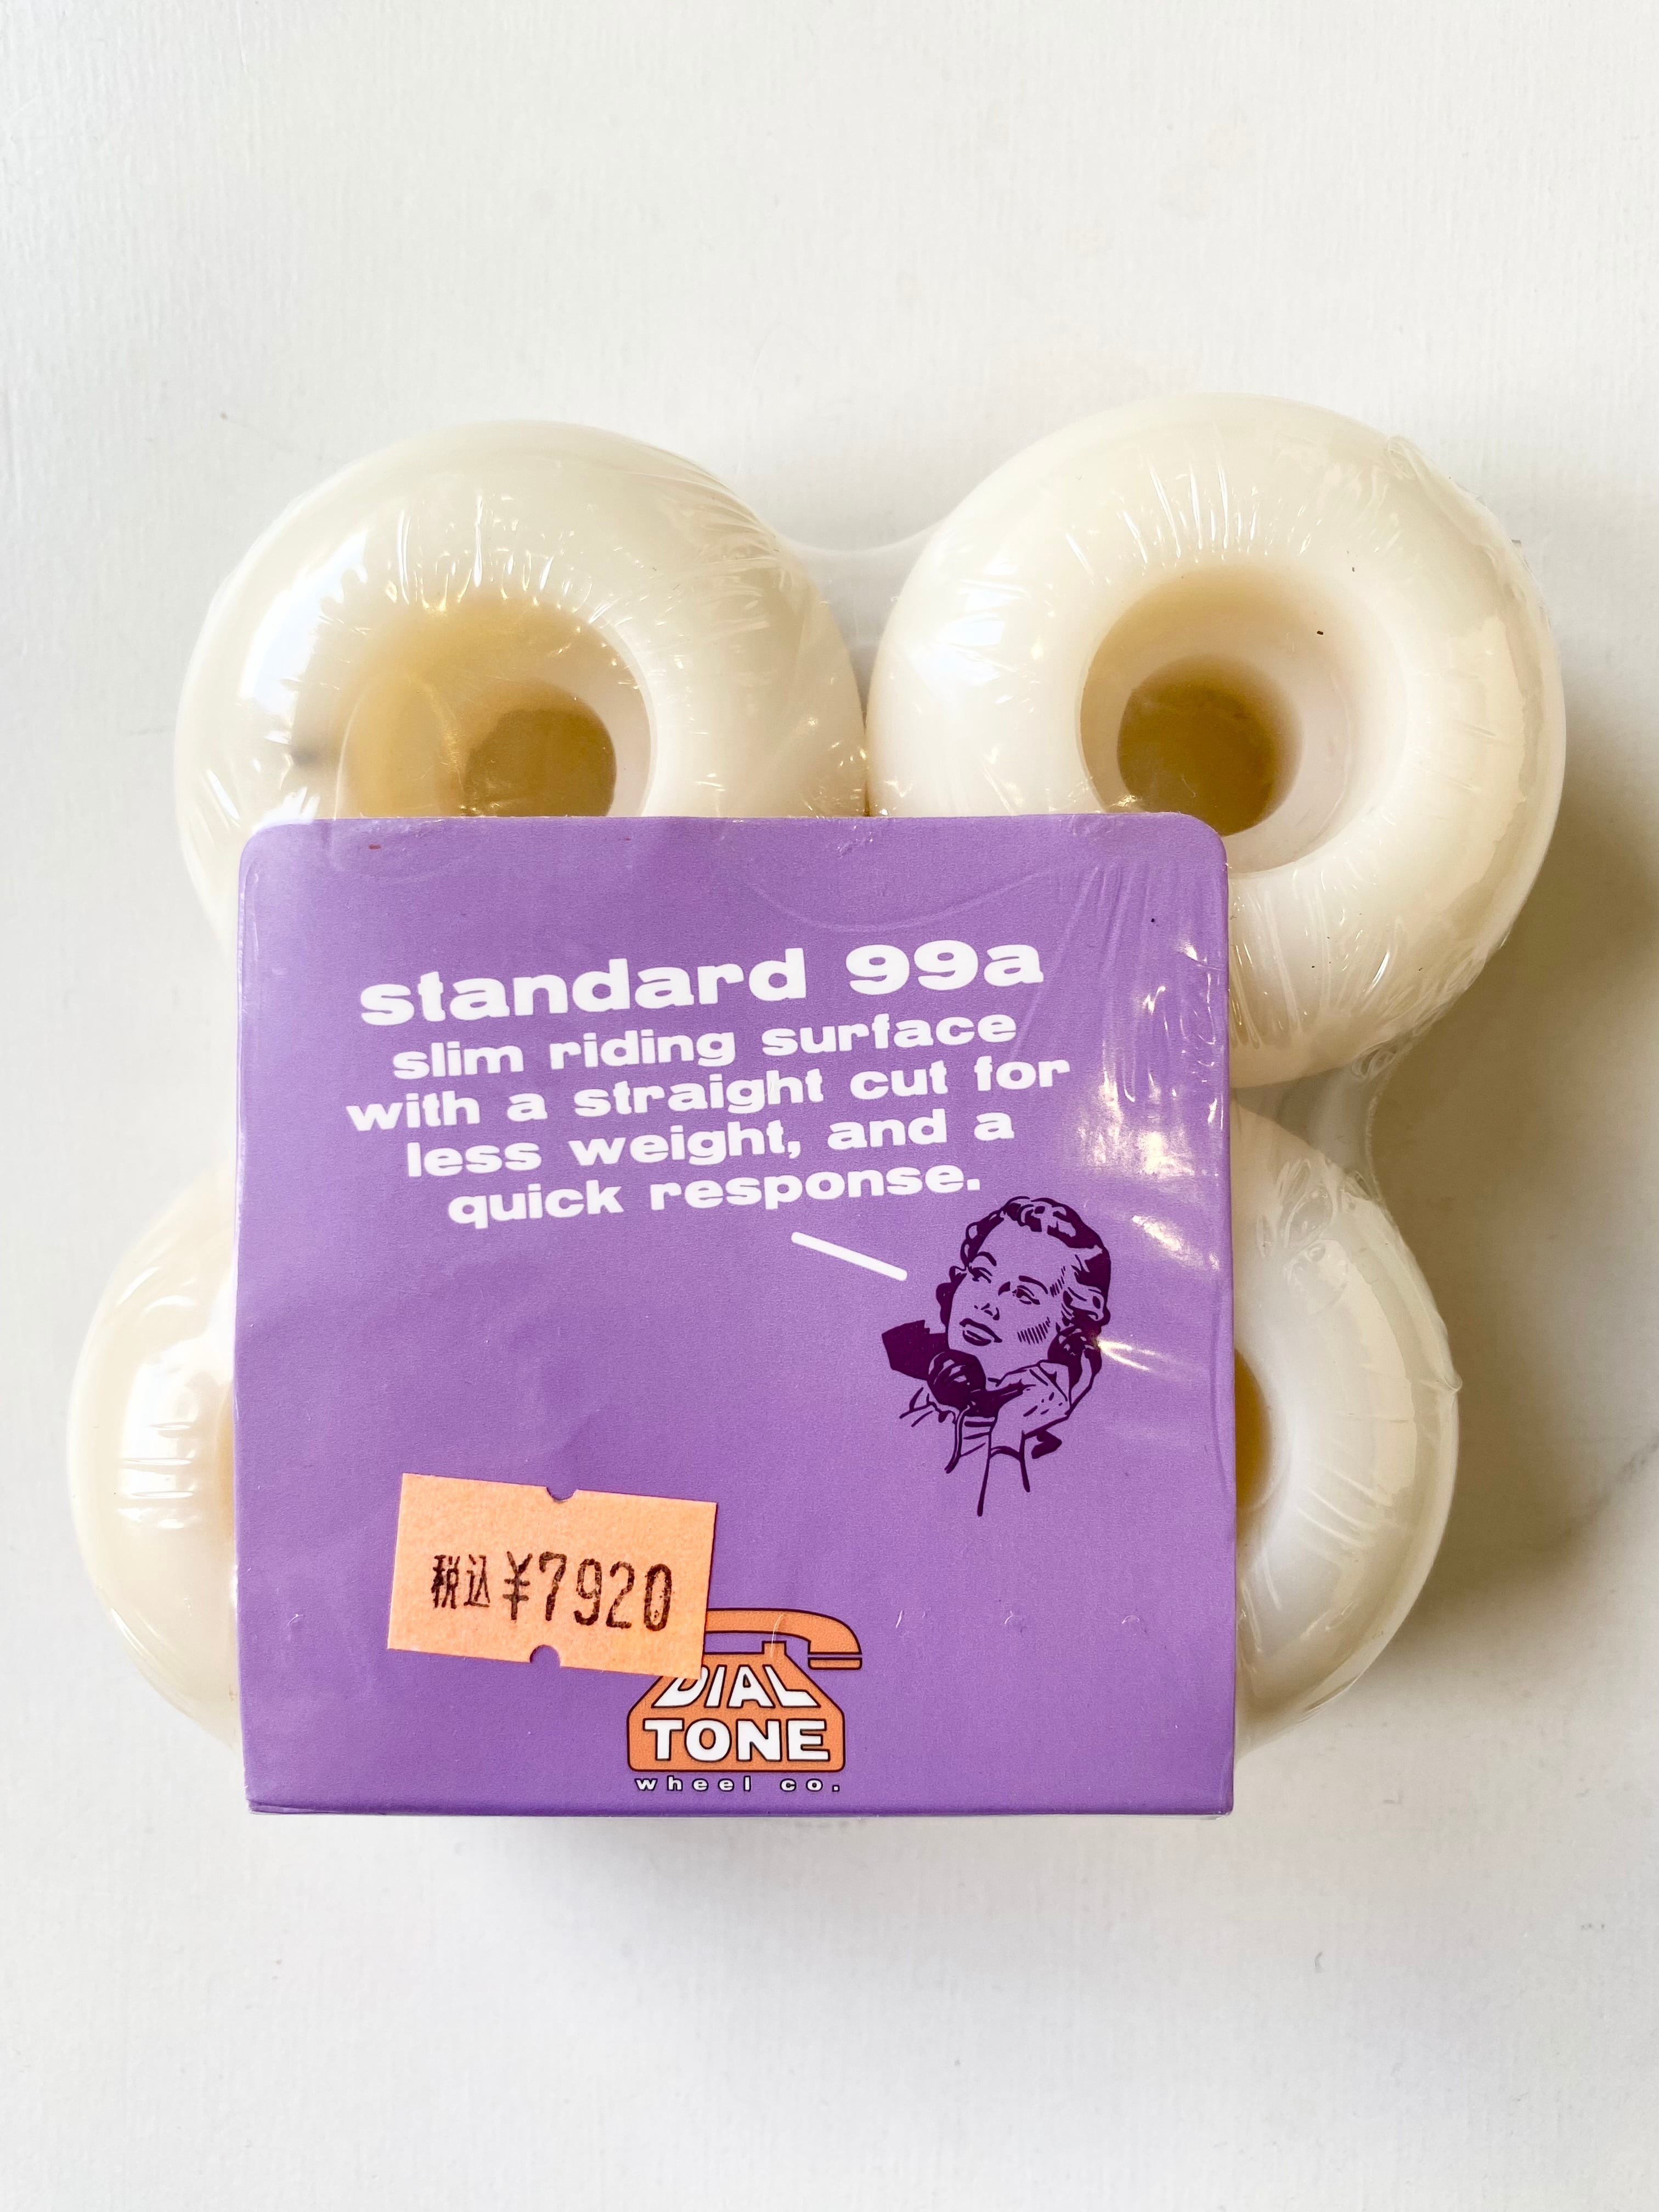 standard 99a
slim riding surface
with a straight cut for
less weight, and a
quick response.
税込¥7920
DIAL
TONE
wheel co.